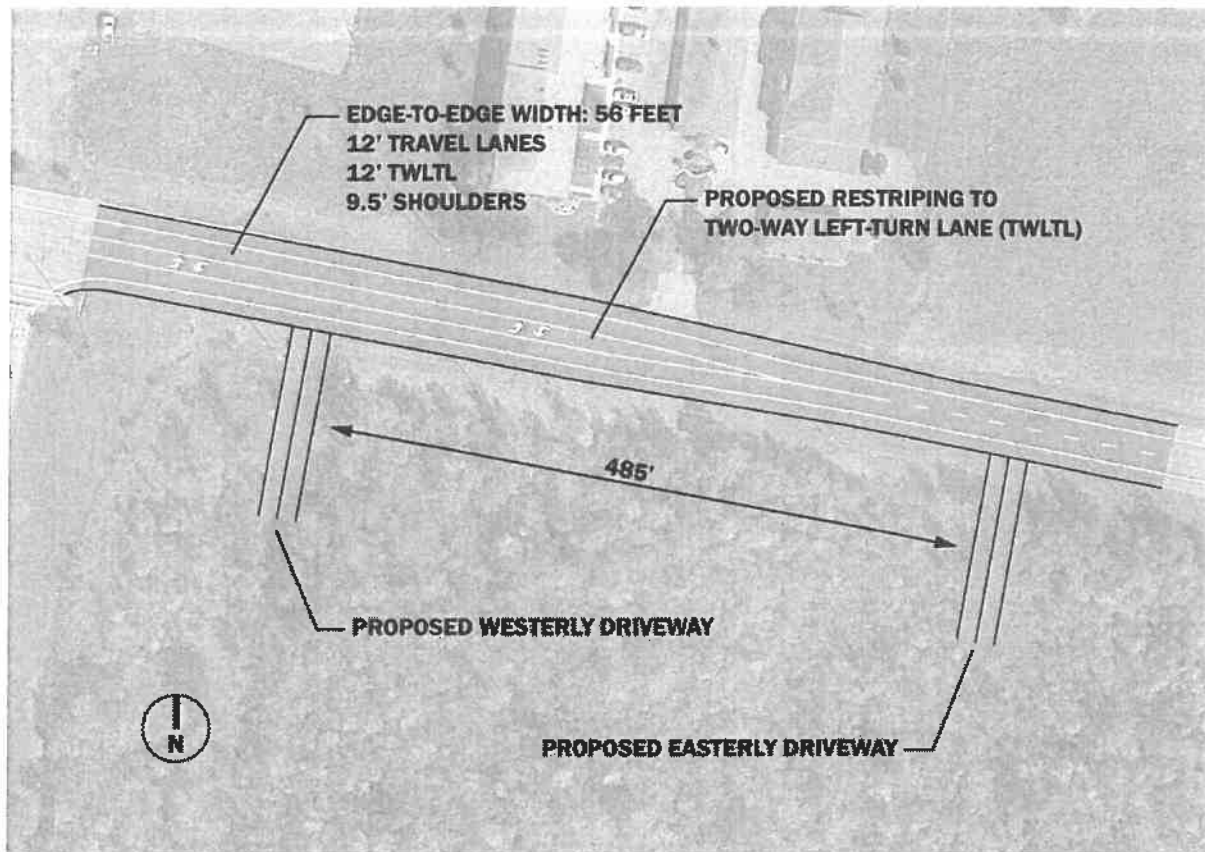 EDGE-TO-EDGE WIDTH: 56 FEET
12' TRAVEL LANES
12' TWLTL
9.5' SHOULDERS
PROPOSED RESTRIPING TO
TWO-WAY LEFT-TURN LANE (TWLTL)
485'
PROPOSED WESTERLY DRIVEWAY
N
PROPOSED EASTERLY DRIVEWAY